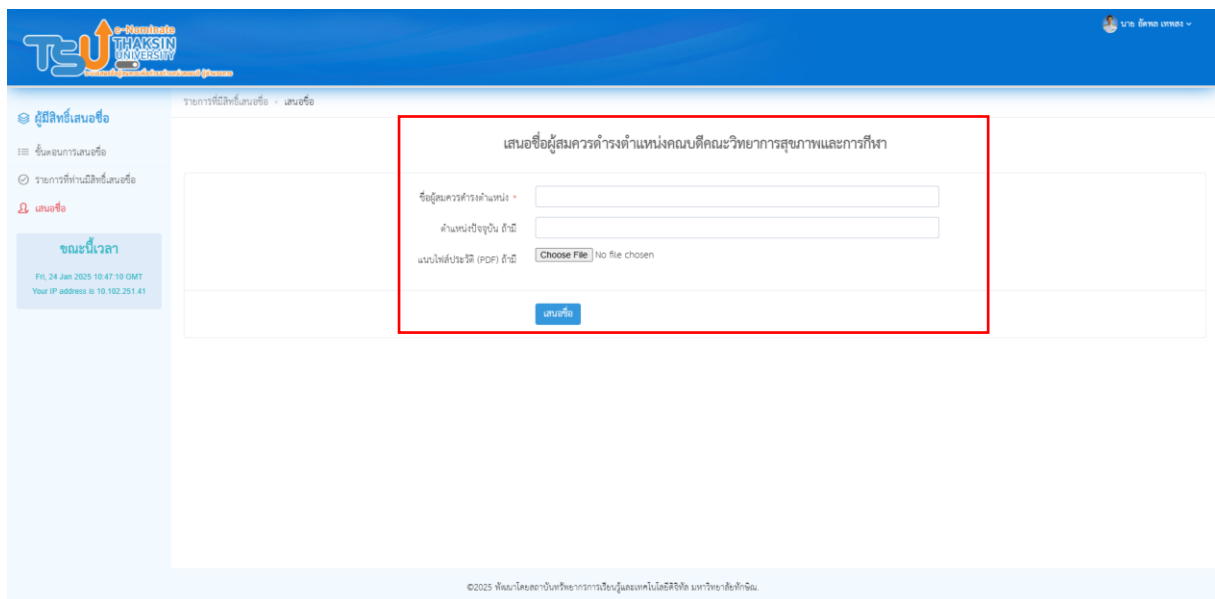 e-Nominate
TSU THAKSIN
UNIVERSITY
นาย อัคพล เทพสง
รายการที่มีสิทธิ์เสนอชื่อ › เสนอชื่อ
ผู้มีสิทธิ์เสนอชื่อ
ขั้นตอนการเสนอชื่อ
รายการที่ท่านมีสิทธิ์เสนอชื่อ
เสนอชื่อ
ขณะนี้เวลา
Fri, 24 Jan 2025 10:47:10 GMT
Your IP address is 10.102.251.41
เสนอชื่อผู้สมควรดำรงตำแหน่งคณบดีคณะวิทยาการสุขภาพและการกีฬา
ชื่อผู้สมควรดำรงตำแหน่ง *
ตำแหน่งปัจจุบัน ถ้ามี
แนบไฟล์ประวัติ (PDF) ถ้ามี Choose File No file chosen
เสนอชื่อ
©2025 พัฒนาโดยสถาบันทรัพยากรการเรียนรู้และเทคโนโลยีดิจิทัล มหาวิทยาลัยทักษิณ.